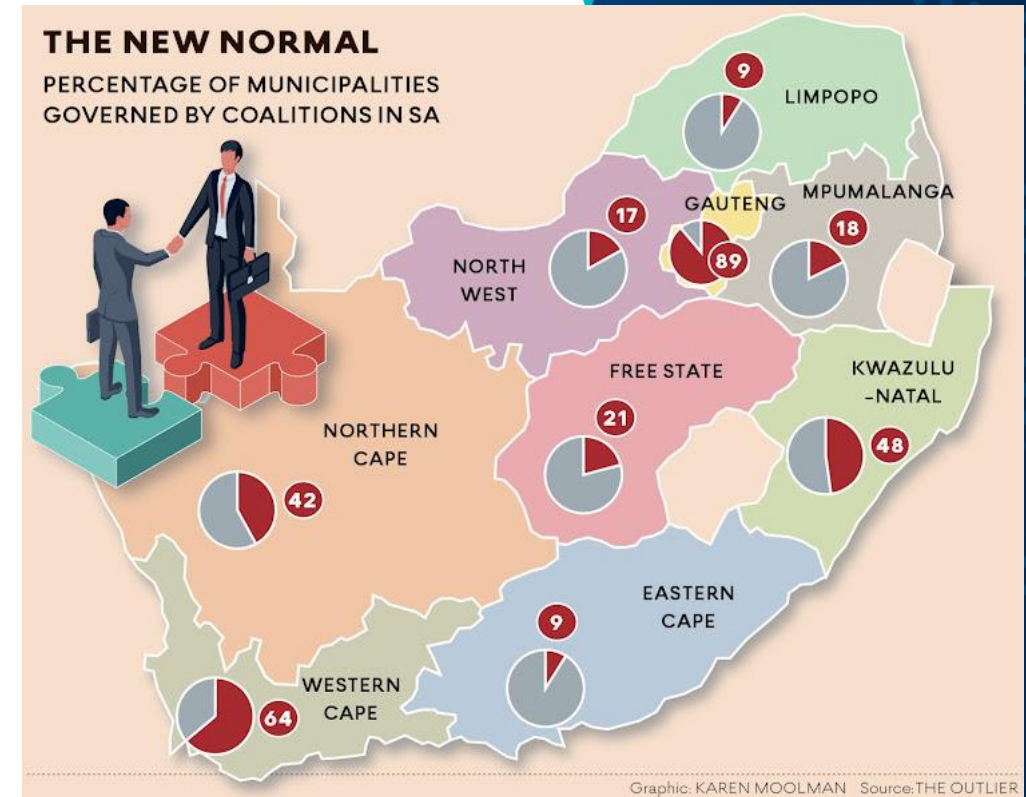 THE NEW NORMAL
PERCENTAGE OF MUNICIPALITIES
GOVERNED BY COALITIONS IN SA
9
LIMPOPO
MPUMALANGA
GAUTENG
17
18
89
NORTH
WEST
FREE STATE
KWAZULU
-NATAL
21
48
NORTHERN
CAPE
42
EASTERN
CAPE
9
WESTERN
CAPE
64
Graphic: KAREN MOOLMAN Source:THE OUTLIER